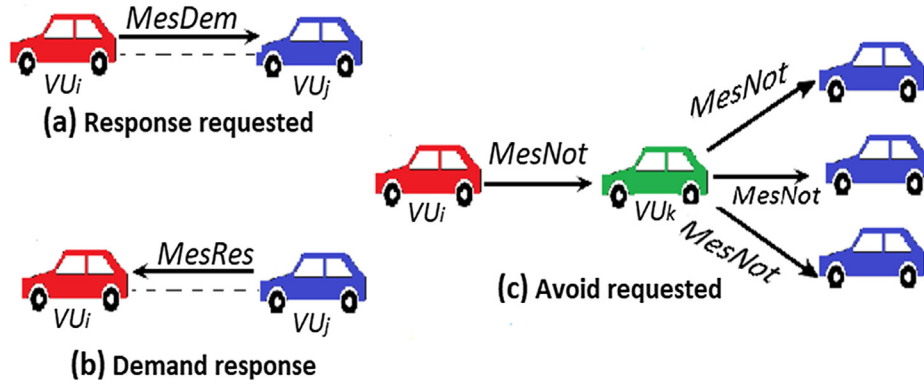 MesDem
VUi VUj
(a) Response requested
MesRes
VUi VUj
(b) Demand response
MesNot
MesNot
MesNot
MesNot
VUi VUk
(c) Avoid requested